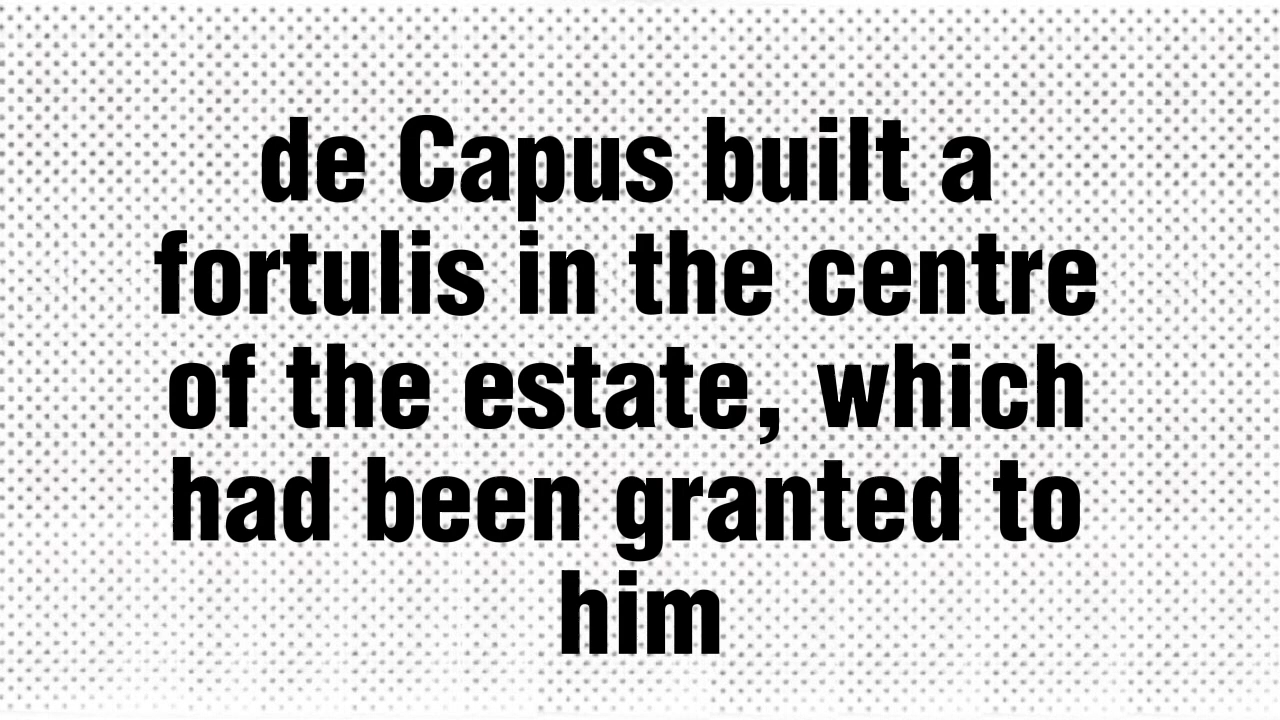 de Capus built a
fortulis in the centre
of the estate, which
had been granted to
him